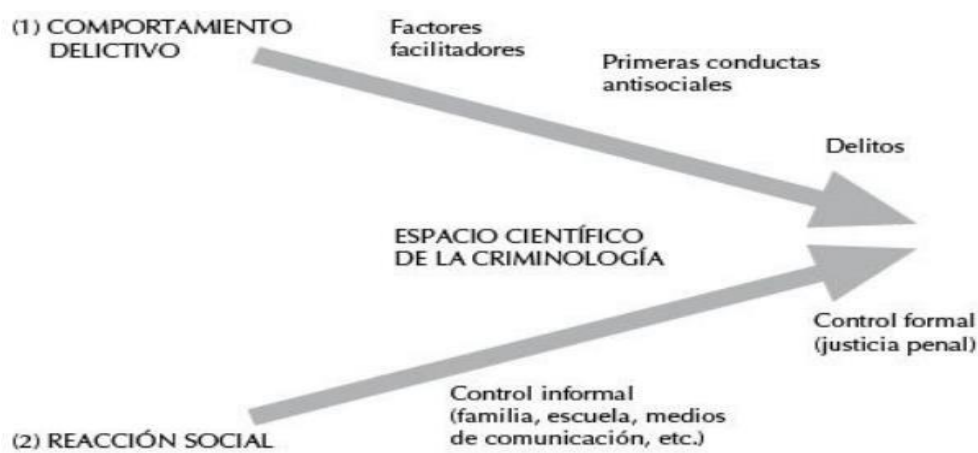 (1) COMPORTAMIENTO
DELICTIVO
Factores
facilitadores
Primeras conductas
antisociales
Delitos
ESPACIO CIENTÍFICO
DE LA CRIMINOLOGÍA
Control formal
(justicia penal)
Control informal
(familia, escuela, medios
de comunicación, etc.)
(2) REACCIÓN SOCIAL